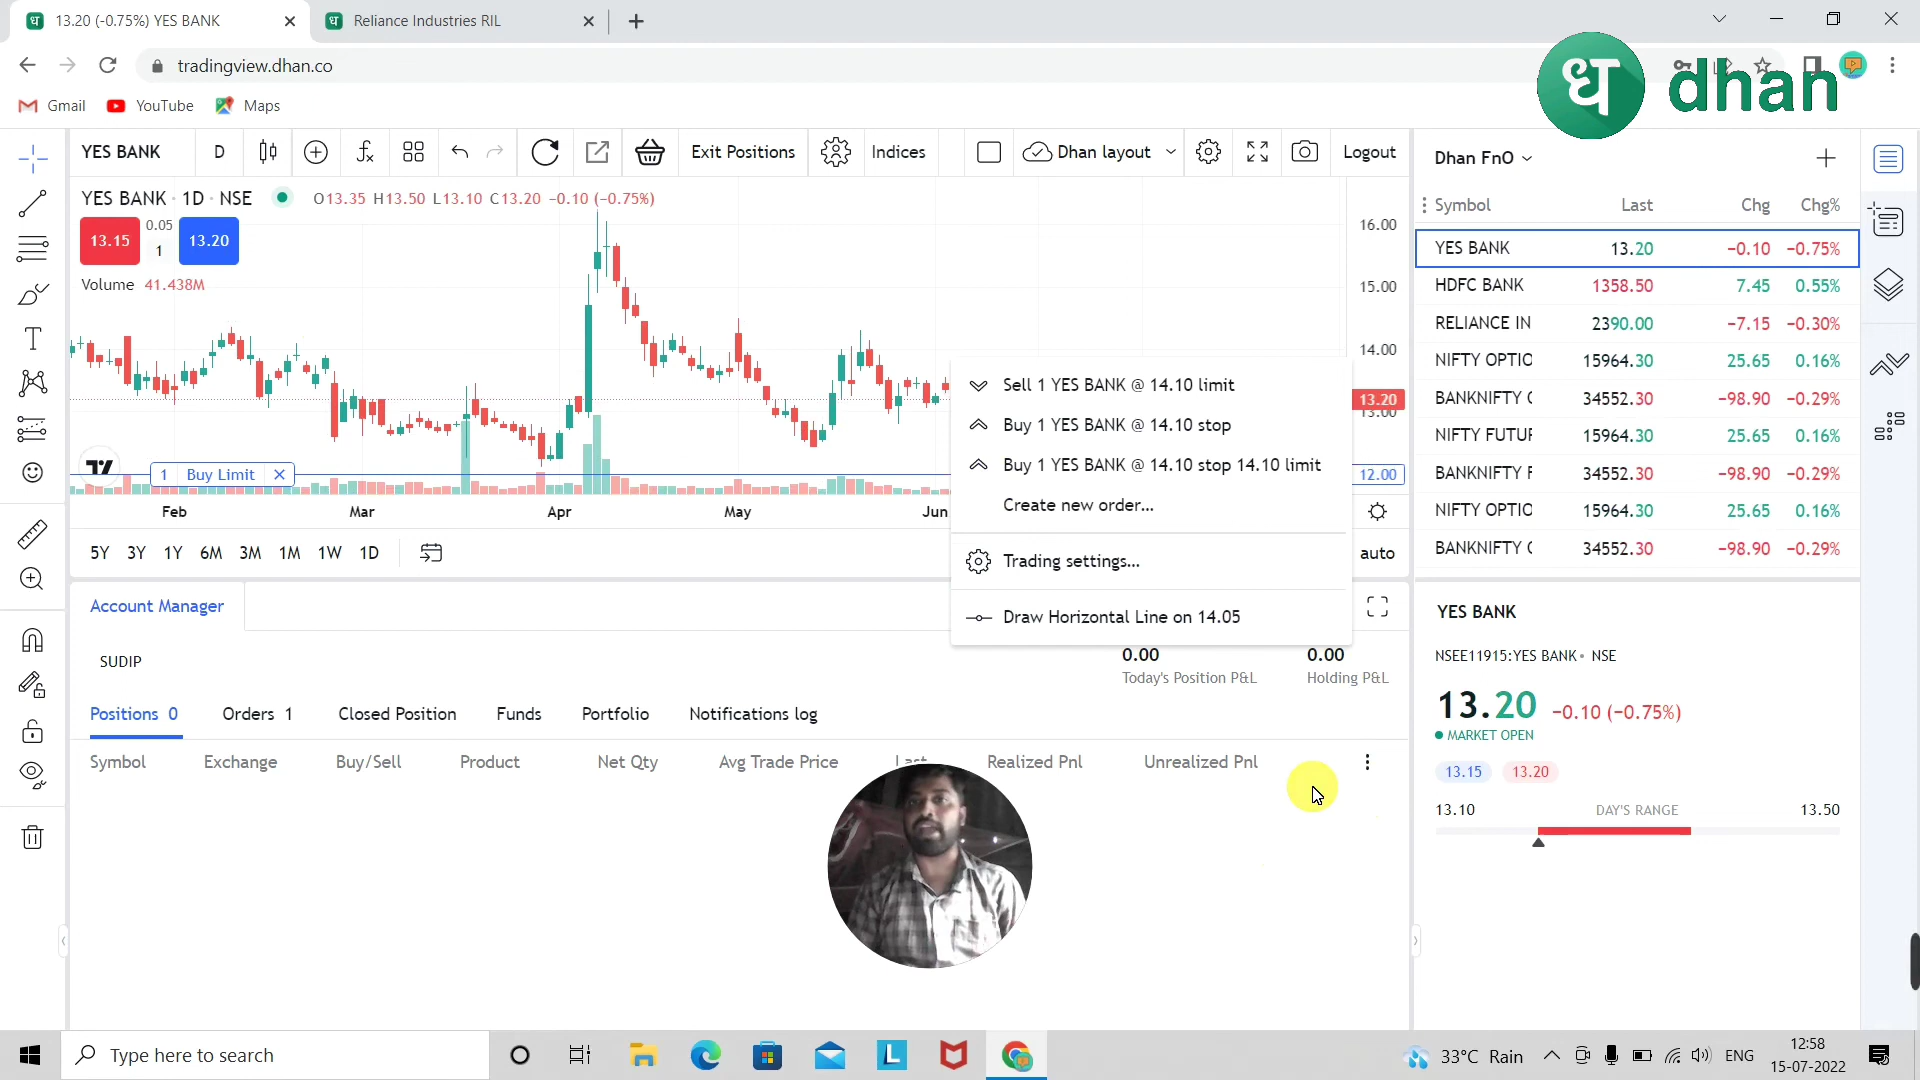 13.20 (-0.75%) YES BANK
Reliance Industries RIL
tradingview.dhan.co
ध dhan
Gmail YouTube Maps
YES BANK D Exit Positions Indices Dhan layout Logout
YES BANK · 1D · NSE O13.35 H13.50 L13.10 C13.20 −0.10 (−0.75%)
13.15 0.05 1 13.20
Volume 41.438M
16.00
15.00
14.00
13.20
13.00
12.00
1 Buy Limit
Feb Mar Apr May Jun
5Y 3Y 1Y 6M 3M 1M 1W 1D
auto
Sell 1 YES BANK @ 14.10 limit
Buy 1 YES BANK @ 14.10 stop
Buy 1 YES BANK @ 14.10 stop 14.10 limit
Create new order...
Trading settings...
Draw Horizontal Line on 14.05
Account Manager
SUDIP
0.00 0.00
Today's Position P&L Holding P&L
Positions 0 Orders 1 Closed Position Funds Portfolio Notifications log
Symbol Exchange Buy/Sell Product Net Qty Avg Trade Price Realized Pnl Unrealized Pnl
Dhan FnO
Symbol Last Chg Chg%
YES BANK 13.20 −0.10 −0.75%
HDFC BANK 1358.50 7.45 0.55%
RELIANCE IN 2390.00 −7.15 −0.30%
NIFTY OPTIO 15964.30 25.65 0.16%
BANKNIFTY 34552.30 −98.90 −0.29%
NIFTY FUTUR 15964.30 25.65 0.16%
BANKNIFTY F 34552.30 −98.90 −0.29%
NIFTY OPTIO 15964.30 25.65 0.16%
BANKNIFTY 34552.30 −98.90 −0.29%
YES BANK
NSEE11915:YES BANK • NSE
13.20 −0.10 (−0.75%)
MARKET OPEN
13.15 13.20
13.10 DAY'S RANGE 13.50
Type here to search
33°C Rain
ENG
12:58
15-07-2022